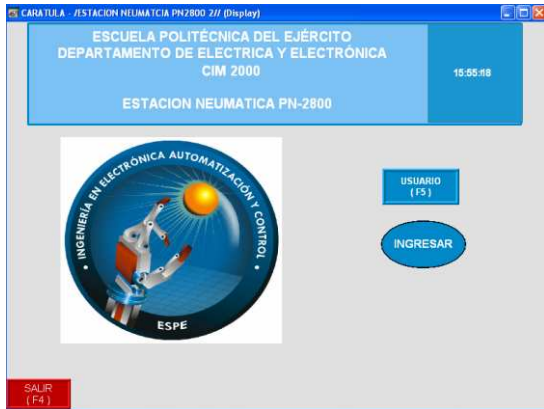 CARATULA - /ESTACION NEUMATCIA PN2800 2// (Display)
ESCUELA POLITÉCNICA DEL EJÉRCITO
DEPARTAMENTO DE ELECTRICA Y ELECTRÓNICA
CIM 2000
ESTACION NEUMATICA PN-2800
15:55:18
• INGENIERÍA EN ELECTRÓNICA AUTOMATIZACIÓN Y CONTROL •
ESPE
USUARIO
( F5 )
INGRESAR
SALIR
( F4 )